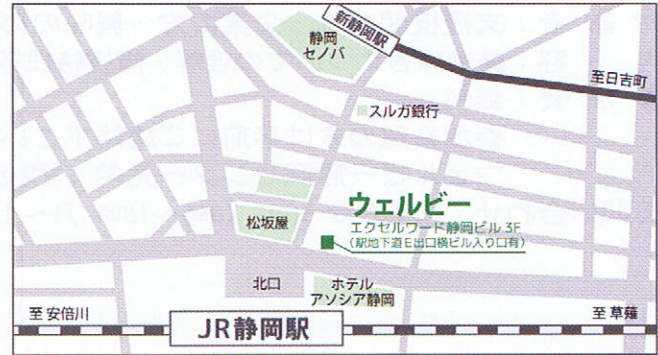 新静岡駅
静岡
セノバ
至日吉町
スルガ銀行
ウェルビー
エクセルワード静岡ビル 3F
(駅地下道E出口横ビル入り口有)
松坂屋
北口
ホテル
アソシア静岡
至 安倍川
至 草薙
JR静岡駅